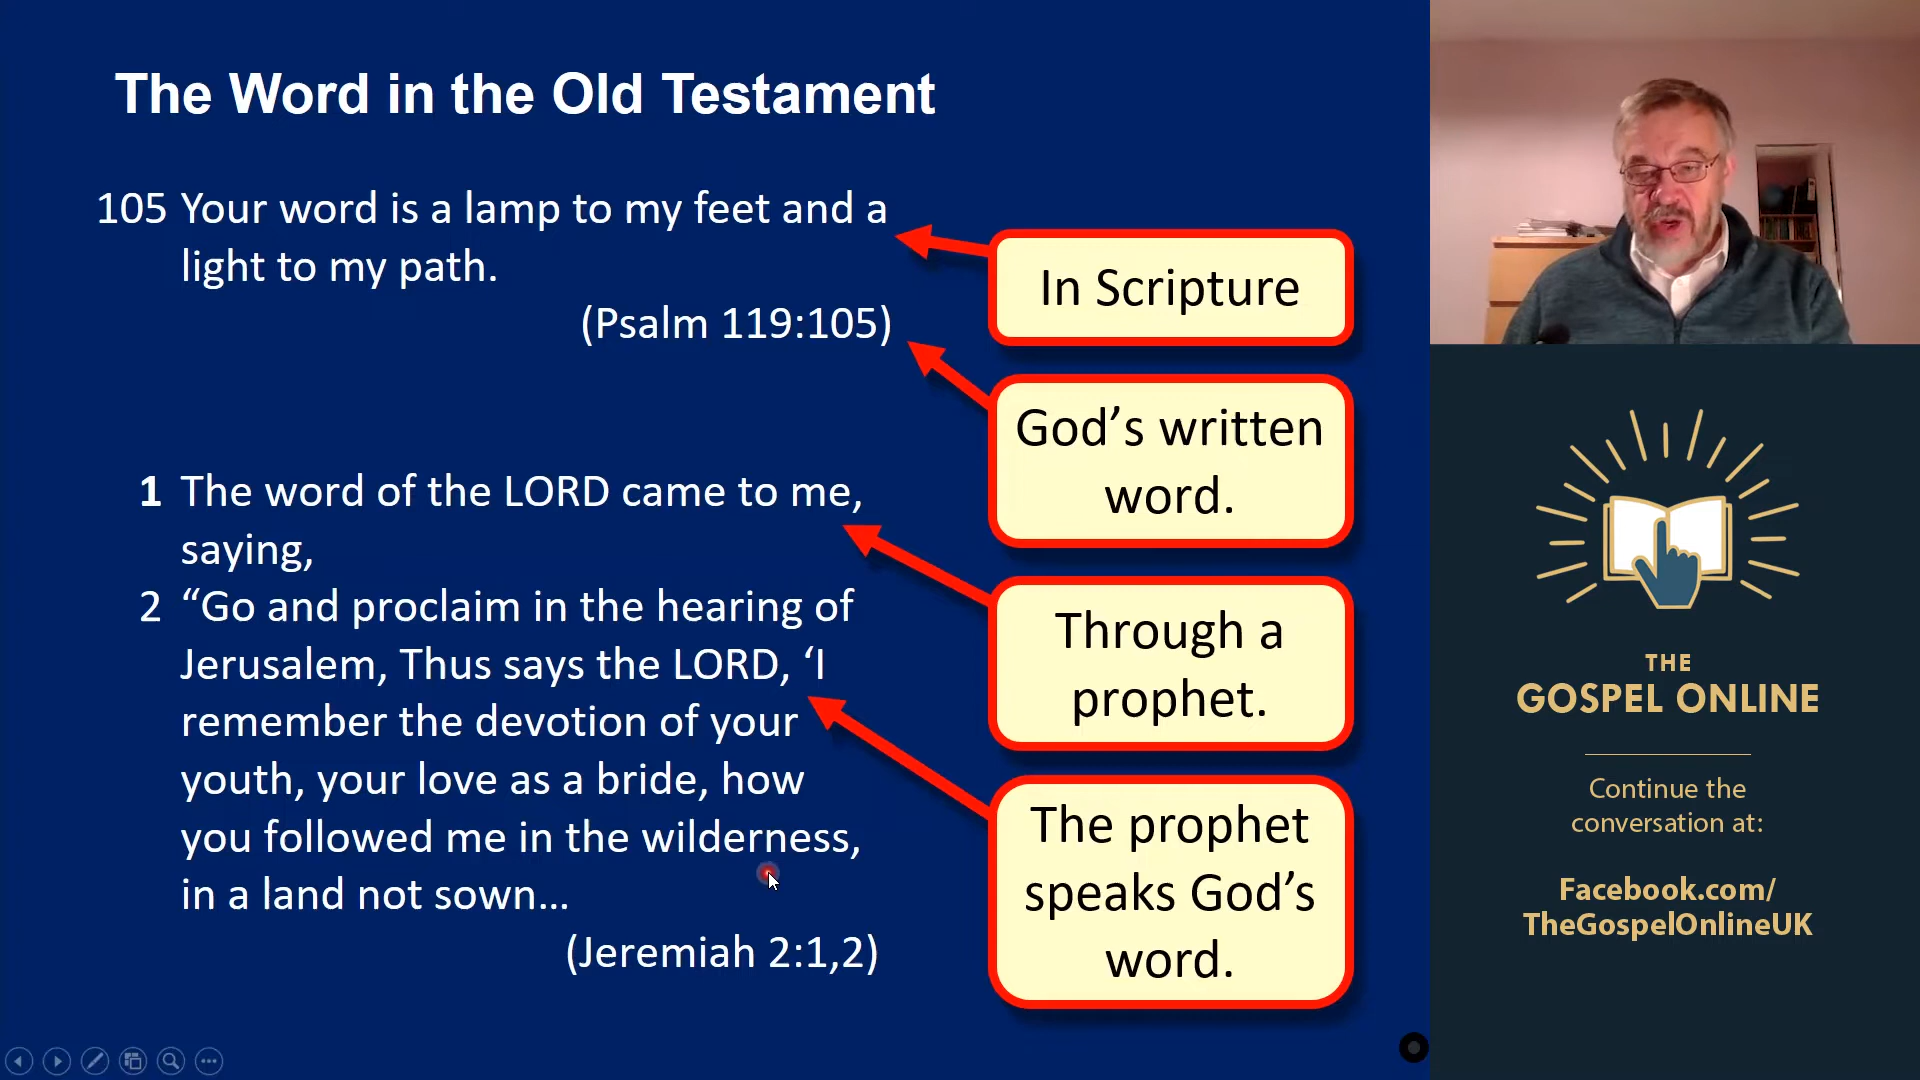 The Word in the Old Testament
105 Your word is a lamp to my feet and a
light to my path.
(Psalm 119:105)
1 The word of the LORD came to me,
saying,
2 “Go and proclaim in the hearing of
Jerusalem, Thus says the LORD, ‘I
remember the devotion of your
youth, your love as a bride, how
you followed me in the wilderness,
in a land not sown…
(Jeremiah 2:1,2)
In Scripture
God’s written
word.
Through a
prophet.
The prophet
speaks God’s
word.
THE
GOSPEL ONLINE
Continue the
conversation at:
Facebook.com/
TheGospelOnlineUK